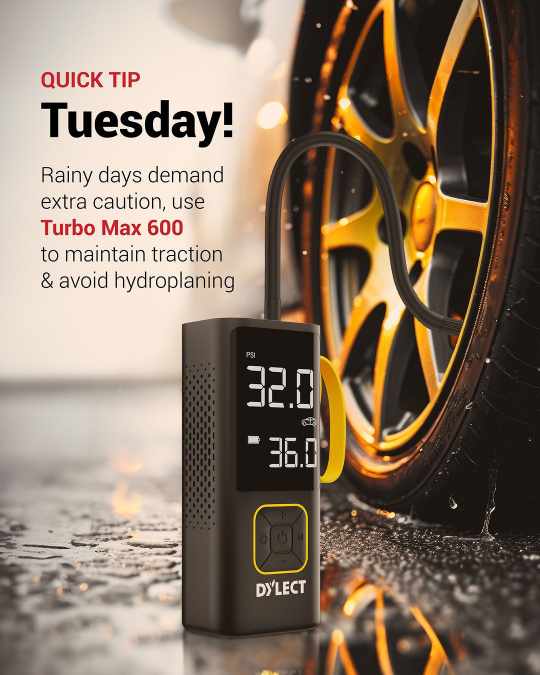 QUICK TIP
Tuesday!
Rainy days demand
extra caution, use
Turbo Max 600
to maintain traction
& avoid hydroplaning
PSI
32.0
36.0
DYLECT